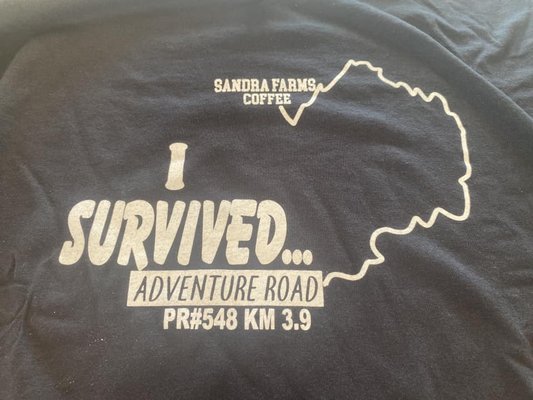 SANDRA FARMS
COFFEE
I
SURVIVED...
ADVENTURE ROAD
PR#548 KM 3.9